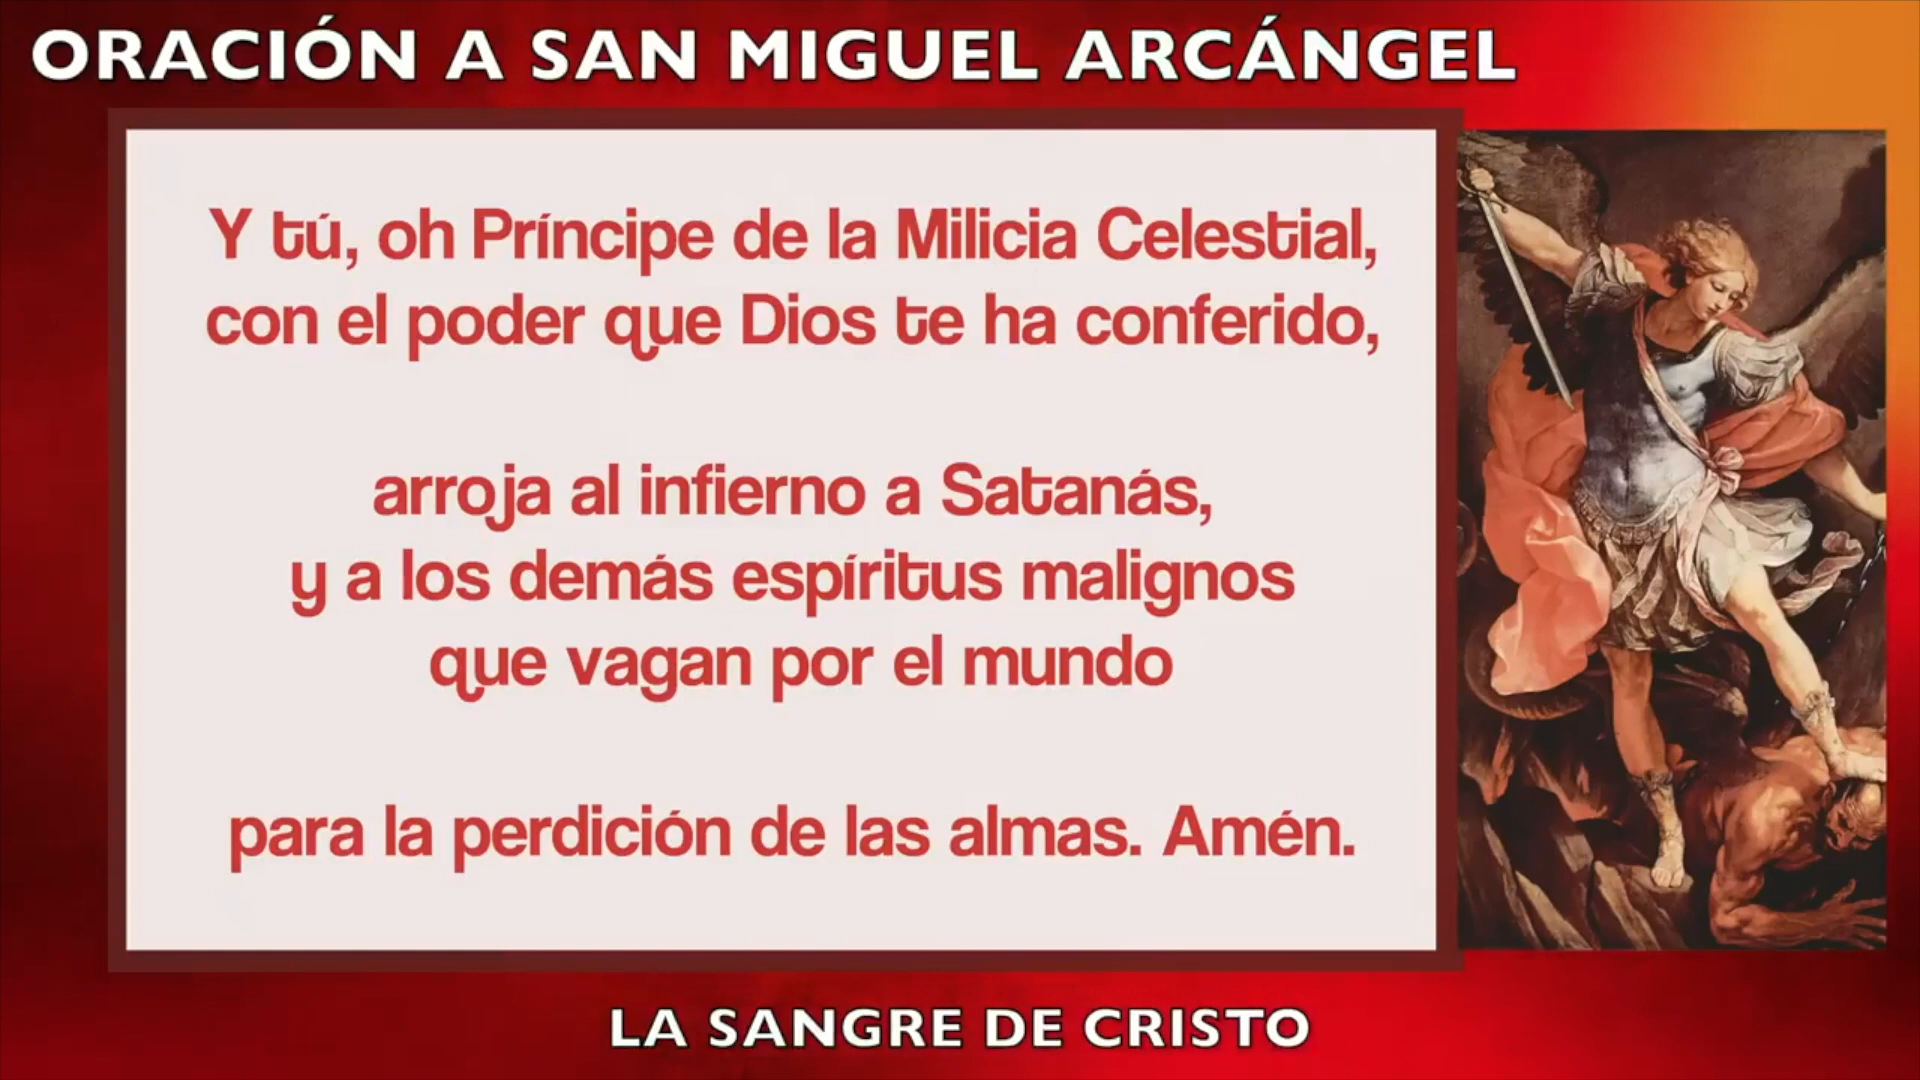 ORACIÓN A SAN MIGUEL ARCÁNGEL
Y tú, oh Príncipe de la Milicia Celestial,
con el poder que Dios te ha conferido,
arroja al infierno a Satanás,
y a los demás espíritus malignos
que vagan por el mundo
para la perdición de las almas. Amén.
LA SANGRE DE CRISTO